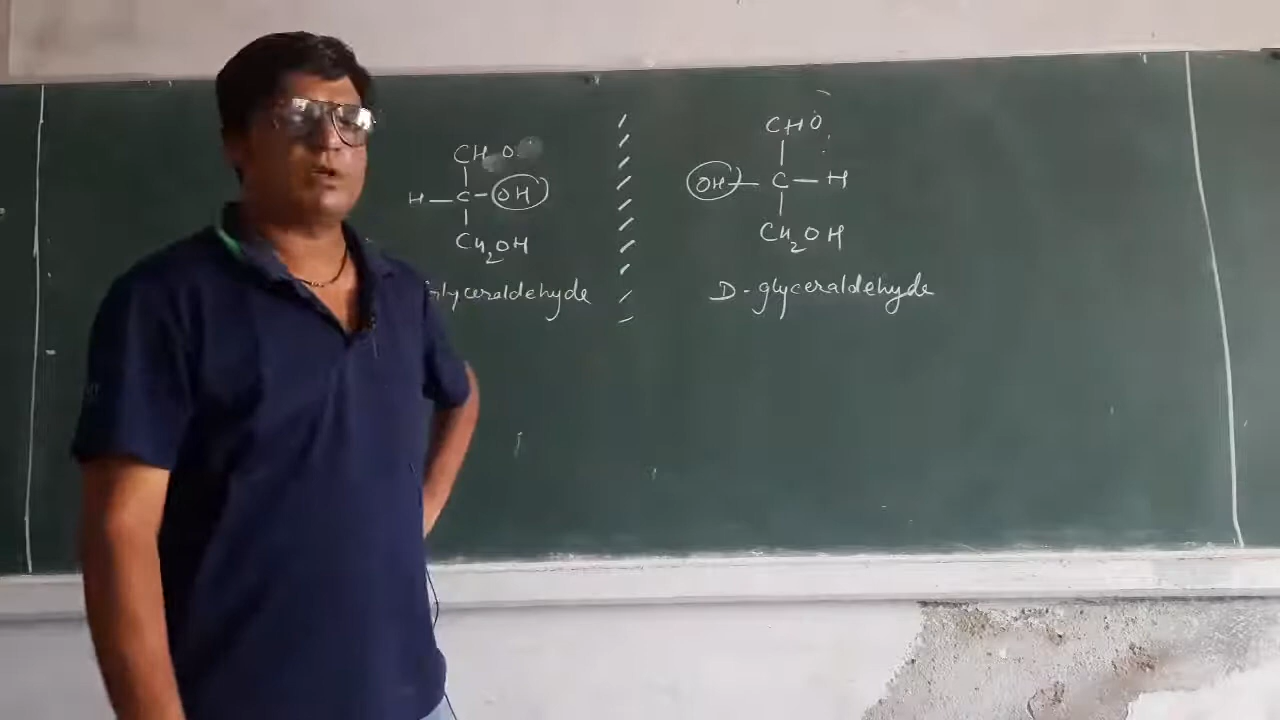 CHO
H — C — OH
CH2OH
glyceraldehyde
CHO
OH — C — H
CH2OH
D-glyceraldehyde